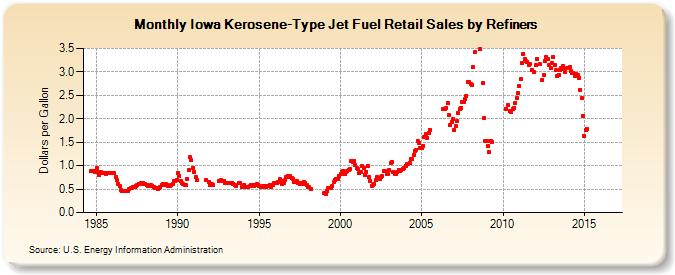 Monthly Iowa Kerosene-Type Jet Fuel Retail Sales by Refiners
Dollars per Gallon
3.5
3.0
2.5
2.0
1.5
1.0
0.5
0.0
1985 1990 1995 2000 2005 2010 2015
Source: U.S. Energy Information Administration